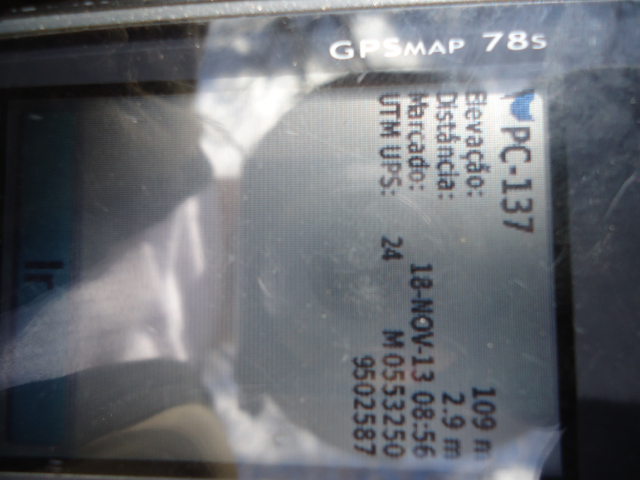 GPSMAP 78s
PC-137
Elevação: 109 m
Distância: 2.9 m
Marcado: 18-NOV-13 08:56
UTM UPS: 24 M 0553250
9502587
Ir